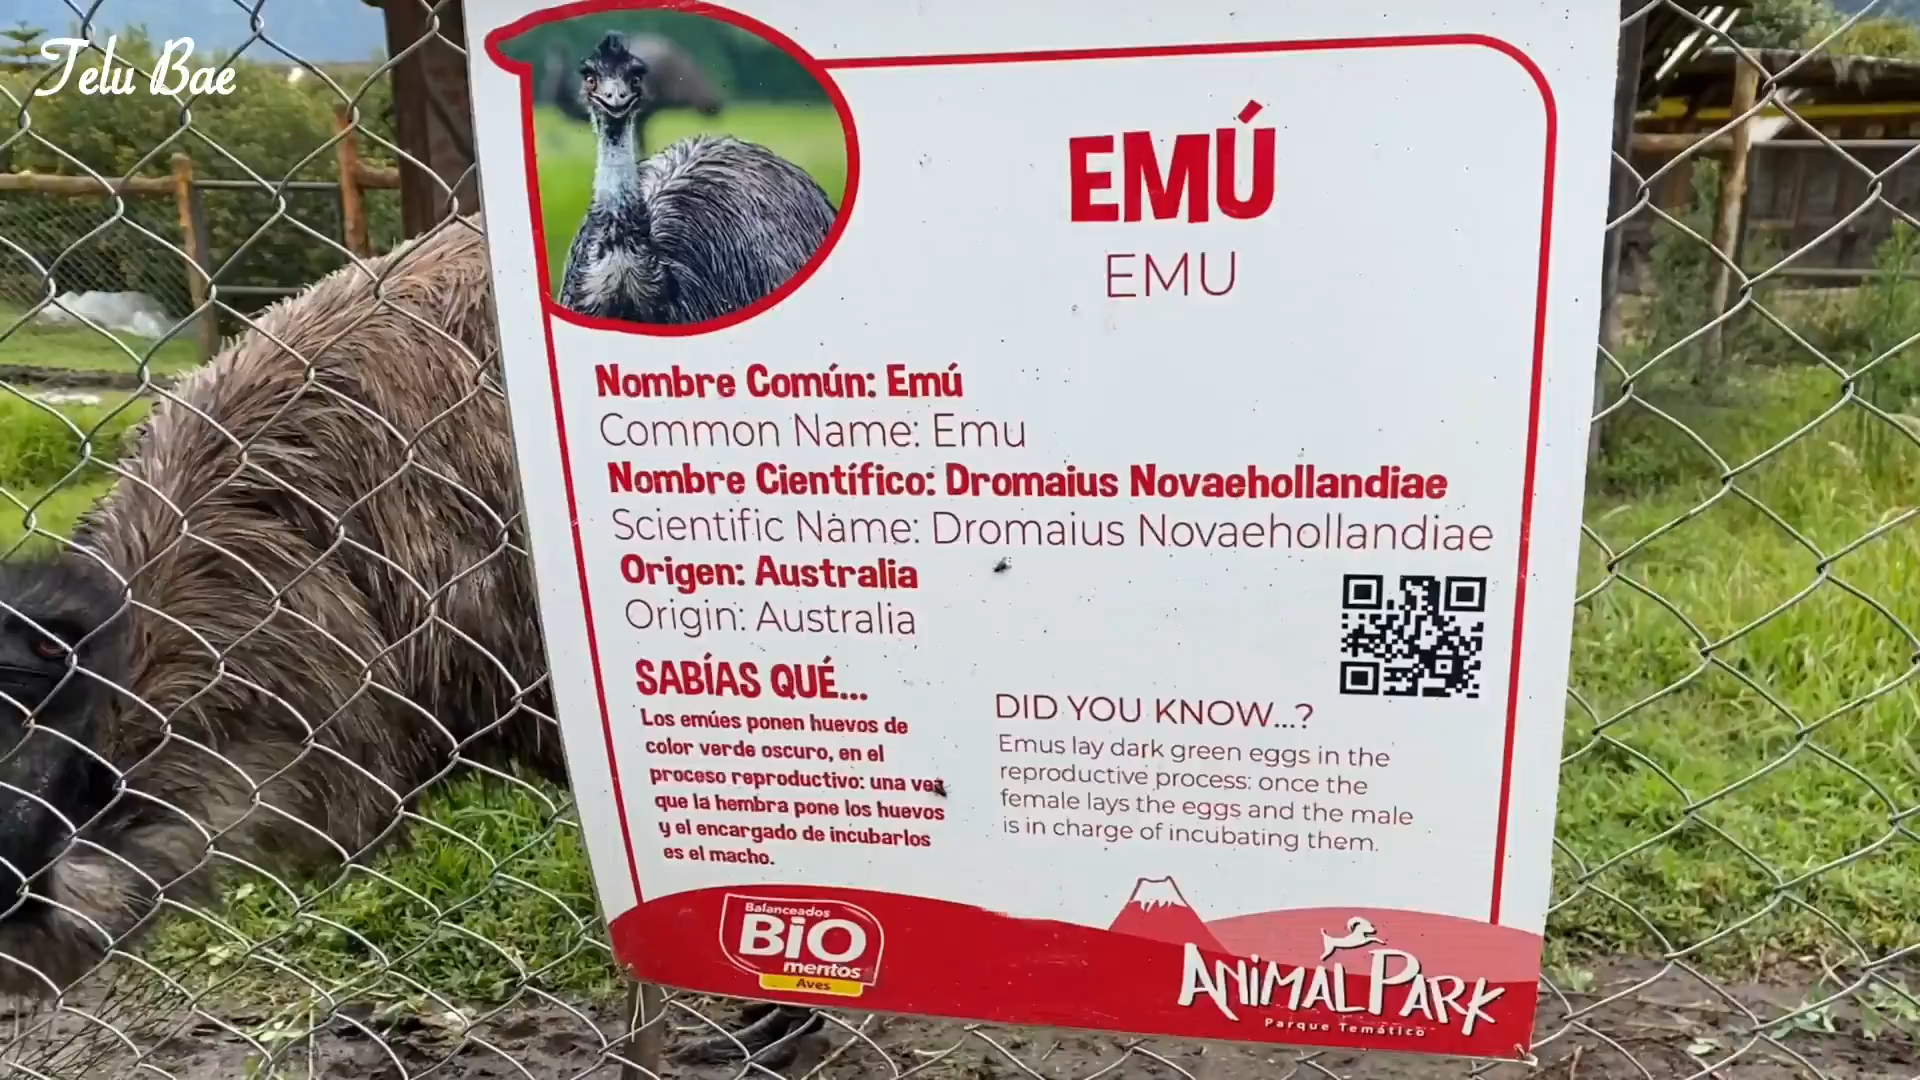 Telu Bae
EMÚ
EMU
Nombre Común: Emú
Common Name: Emu
Nombre Científico: Dromaius Novaehollandiae
Scientific Name: Dromaius Novaehollandiae
Origen: Australia
Origin: Australia
SABÍAS QUÉ...
Los emúes ponen huevos de
color verde oscuro, en el
proceso reproductivo: una vez
que la hembra pone los huevos
y el encargado de incubarlos
es el macho.
DID YOU KNOW...?
Emus lay dark green eggs in the
reproductive process: once the
female lays the eggs and the male
is in charge of incubating them.
Balanceados
BiO
mentos
Aves
ANiMAL PARK
Parque Temático